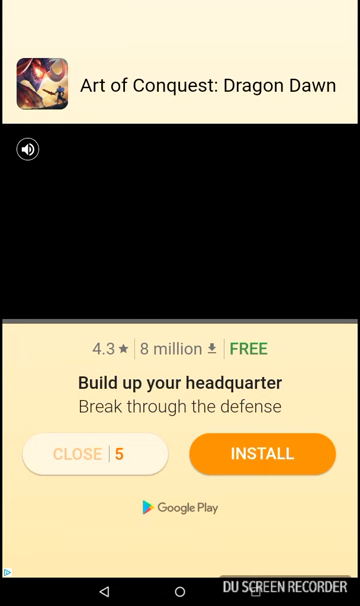 Art of Conquest: Dragon Dawn
4.3 ★ | 8 million | FREE
Build up your headquarter
Break through the defense
CLOSE | 5
INSTALL
Google Play
DU SCREEN RECORDER